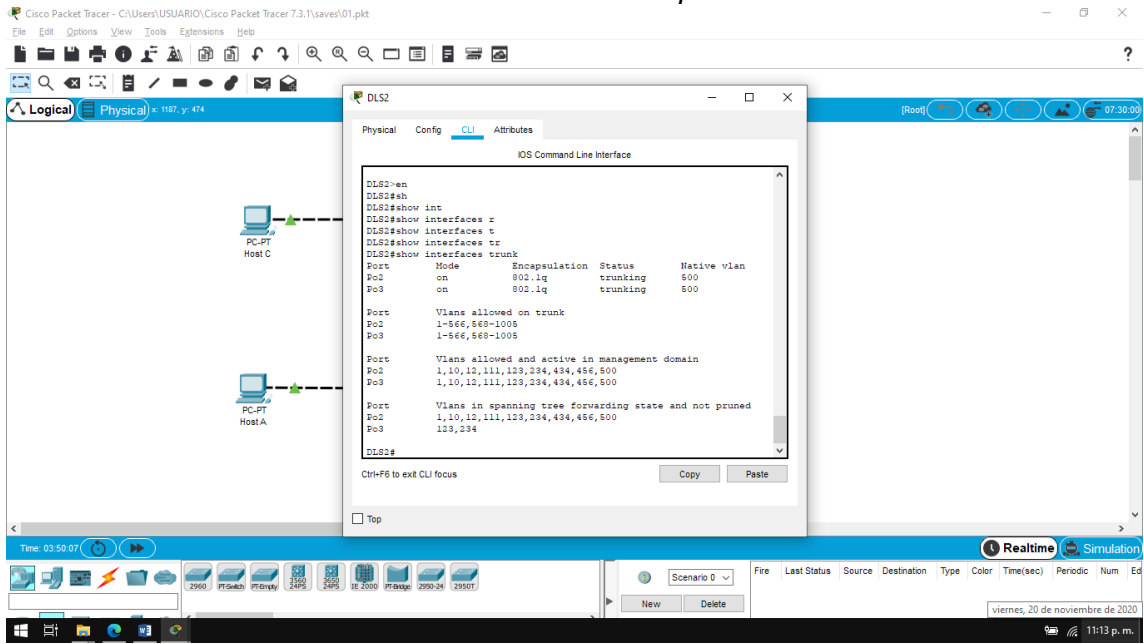 Cisco Packet Tracer - C:\Users\USUARIO\Cisco Packet Tracer 7.3.1\saves\01.pkt
File Edit Options View Tools Extensions Help
?
Logical Physical x: 1187, y: 474
[Root]
07:30:00
PC-PT
Host C
PC-PT
Host A
DLS2
Physical Config CLI Attributes
IOS Command Line Interface
DLS2>en
DLS2#sh
DLS2#show int
DLS2#show interfaces r
DLS2#show interfaces t
DLS2#show interfaces tr
DLS2#show interfaces trunk
Port Mode Encapsulation Status Native vlan
Po2 on 802.1q trunking 500
Po3 on 802.1q trunking 500
Port Vlans allowed on trunk
Po2 1-566,568-1005
Po3 1-566,568-1005
Port Vlans allowed and active in management domain
Po2 1,10,12,111,123,234,434,456,500
Po3 1,10,12,111,123,234,434,456,500
Port Vlans in spanning tree forwarding state and not pruned
Po2 1,10,12,111,123,234,434,456,500
Po3 123,234
DLS2#
Ctrl+F6 to exit CLI focus
Copy Paste
Top
Time: 03:50:07
Realtime Simulation
2960 PT-Switch PT-Empty 3560 24PS 3650 24PS IE 2000 PT-Bridge 2950-24 2950T
Scenario 0
New Delete
Fire Last Status Source Destination Type Color Time(sec) Periodic Num Ed
viernes, 20 de noviembre de 2020
11:13 p. m.